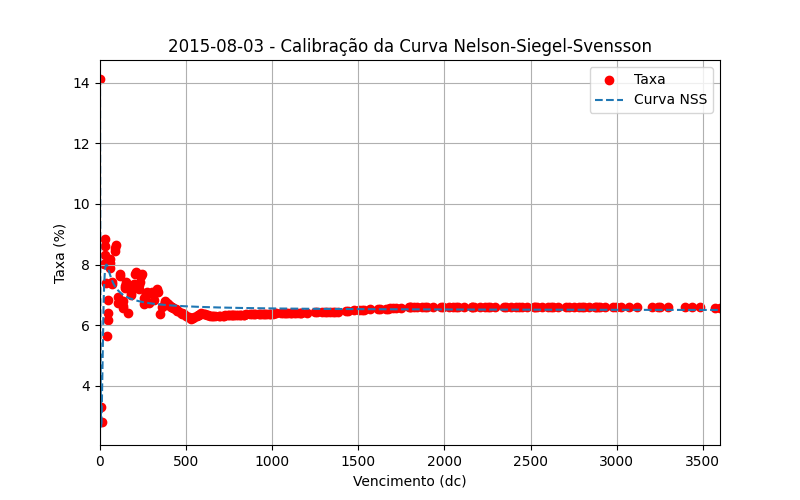 2015-08-03 - Calibração da Curva Nelson-Siegel-Svensson
Taxa
Curva NSS
Taxa (%)
14
12
10
8
6
4
0 500 1000 1500 2000 2500 3000 3500
Vencimento (dc)